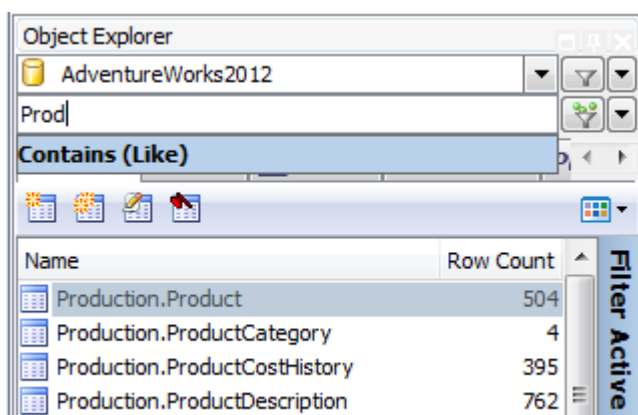 Object Explorer
AdventureWorks2012
Prod
Contains (Like)
Name Row Count
Production.Product 504
Production.ProductCategory 4
Production.ProductCostHistory 395
Production.ProductDescription 762
Filter Active